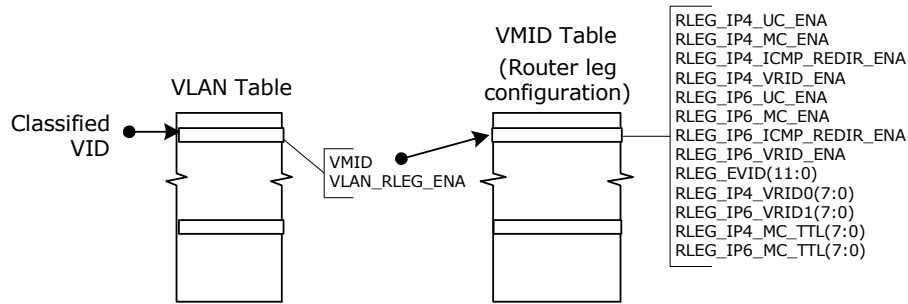 Classified
VID
VLAN Table
VMID
VLAN_RLEG_ENA
VMID Table
(Router leg
configuration)
RLEG_IP4_UC_ENA
RLEG_IP4_MC_ENA
RLEG_IP4_ICMP_REDIR_ENA
RLEG_IP4_VRID_ENA
RLEG_IP6_UC_ENA
RLEG_IP6_MC_ENA
RLEG_IP6_ICMP_REDIR_ENA
RLEG_IP6_VRID_ENA
RLEG_EVID(11:0)
RLEG_IP4_VRID0(7:0)
RLEG_IP6_VRID1(7:0)
RLEG_IP4_MC_TTL(7:0)
RLEG_IP6_MC_TTL(7:0)